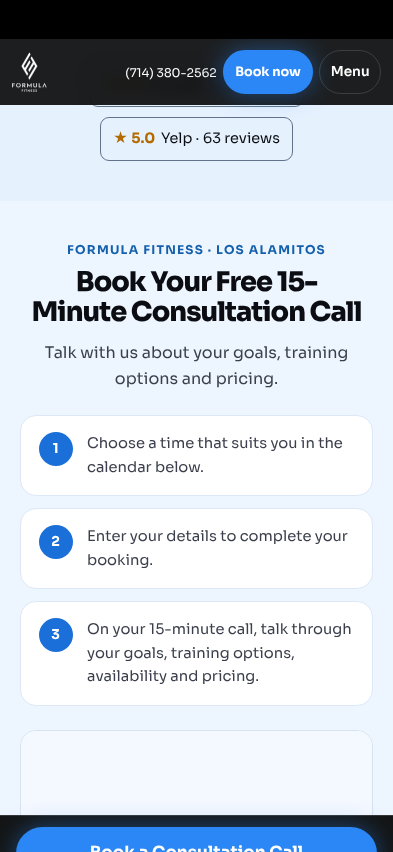 FORMULA
FITNESS
(714) 380-2562
Book now
Menu
★ 5.0 Yelp · 63 reviews
FORMULA FITNESS · LOS ALAMITOS
Book Your Free 15-
Minute Consultation Call
Talk with us about your goals, training
options and pricing.
1
Choose a time that suits you in the
calendar below.
2
Enter your details to complete your
booking.
3
On your 15-minute call, talk through
your goals, training options,
availability and pricing.
Book a Consultation Call